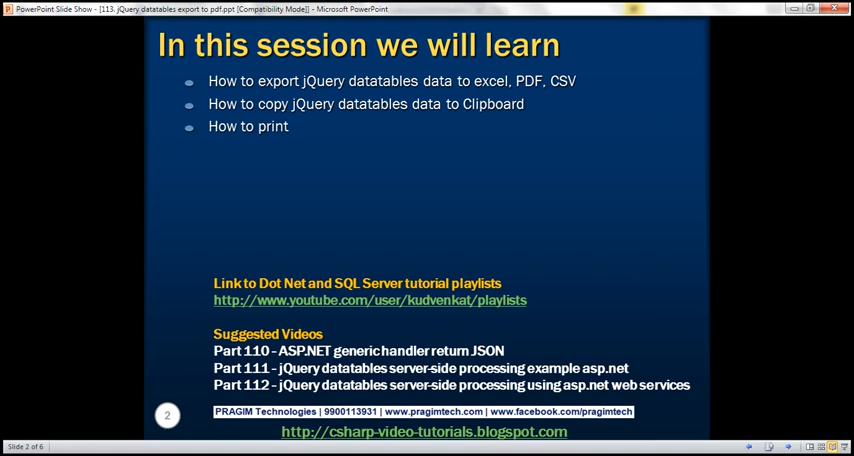 PowerPoint Slide Show - [113. jQuery datatables export to pdf.ppt [Compatibility Mode]] - Microsoft PowerPoint
In this session we will learn
How to export jQuery datatables data to excel, PDF, CSV
How to copy jQuery datatables data to Clipboard
How to print
Link to Dot Net and SQL Server tutorial playlists
http://www.youtube.com/user/kudvenkat/playlists
Suggested Videos
Part 110 - ASP.NET generic handler return JSON
Part 111 - jQuery datatables server-side processing example asp.net
Part 112 - jQuery datatables server-side processing using asp.net web services
2
PRAGIM Technologies | 9900113931 | www.pragimtech.com | www.facebook.com/pragimtech
http://csharp-video-tutorials.blogspot.com
Slide 2 of 6